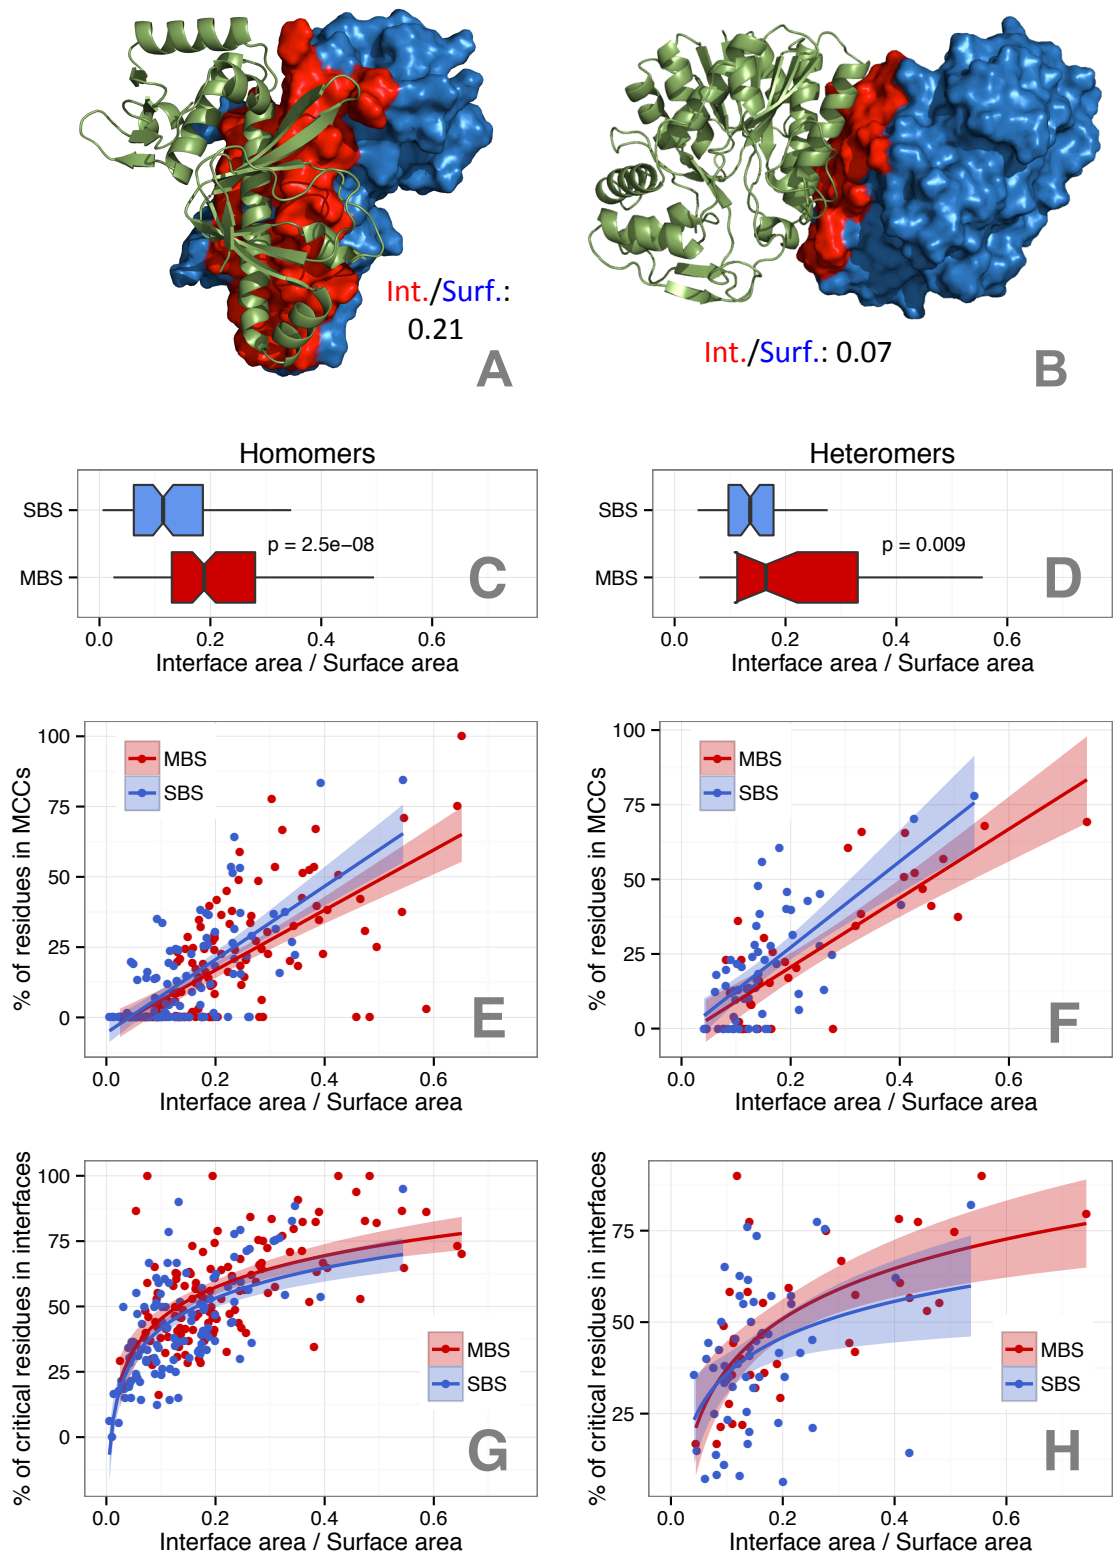 Int./Surf.:
0.21
A
Int./Surf.: 0.07
B
Homomers
SBS
MBS
p = 2.5e−08
C
0.0 0.2 0.4 0.6
Interface area / Surface area
Heteromers
SBS
MBS
p = 0.009
D
0.0 0.2 0.4 0.6
Interface area / Surface area
% of residues in MCCs
100
75
50
25
0
MBS
SBS
E
0.0 0.2 0.4 0.6
Interface area / Surface area
% of residues in MCCs
100
75
50
25
0
MBS
SBS
F
0.0 0.2 0.4 0.6
Interface area / Surface area
% of critical residues in interfaces
100
75
50
25
0
MBS
SBS
G
0.0 0.2 0.4 0.6
Interface area / Surface area
% of critical residues in interfaces
75
50
25
MBS
SBS
H
0.0 0.2 0.4 0.6
Interface area / Surface area